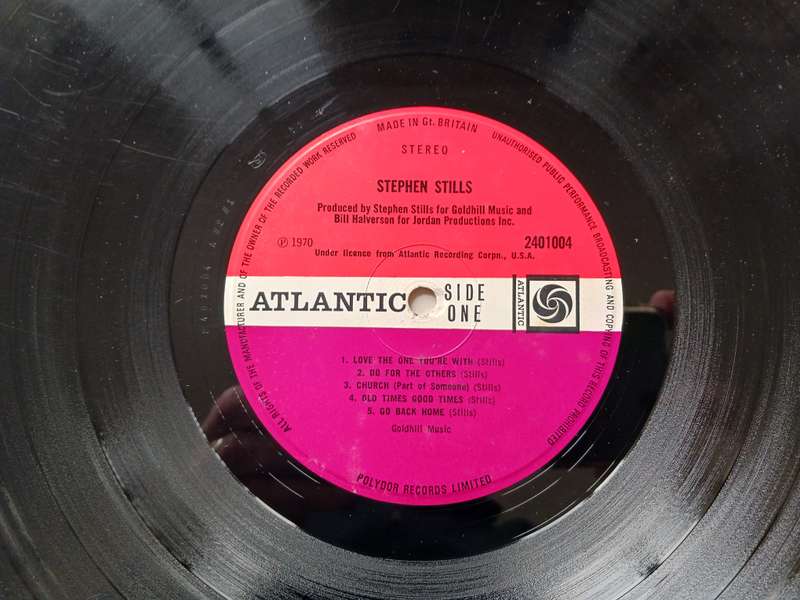 MADE IN Gt. BRITAIN
STEREO
STEPHEN STILLS
Produced by Stephen Stills for Goldhill Music and
Bill Halverson for Jordan Productions Inc.
℗ 1970
2401004
Under licence from Atlantic Recording Corpn., U.S.A.
ATLANTIC
SIDE
ONE
ATLANTIC
1. LOVE THE ONE YOU'RE WITH (Stills)
2. DO FOR THE OTHERS (Stills)
3. CHURCH (Part of Someone) (Stills)
4. OLD TIMES GOOD TIMES (Stills)
5. GO BACK HOME (Stills)
Goldhill Music
POLYDOR RECORDS LIMITED
ALL RIGHTS OF THE MANUFACTURER AND OF THE OWNER OF THE RECORDED WORK RESERVED
UNAUTHORISED PUBLIC PERFORMANCE BROADCASTING AND COPYING OF THIS RECORD PROHIBITED